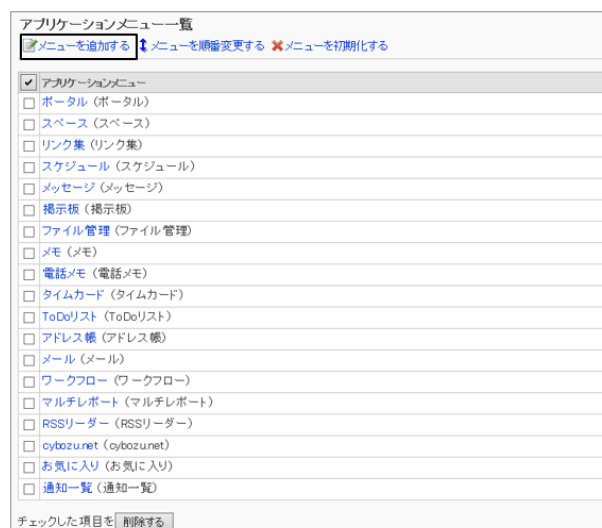 アプリケーションメニュー一覧
メニューを追加する メニューを順番変更する メニューを初期化する
アプリケーションメニュー
ポータル (ポータル)
スペース (スペース)
リンク集 (リンク集)
スケジュール (スケジュール)
メッセージ (メッセージ)
掲示板 (掲示板)
ファイル管理 (ファイル管理)
メモ (メモ)
電話メモ (電話メモ)
タイムカード (タイムカード)
ToDoリスト (ToDoリスト)
アドレス帳 (アドレス帳)
メール (メール)
ワークフロー (ワークフロー)
マルチレポート (マルチレポート)
RSSリーダー (RSSリーダー)
cybozu.net (cybozu.net)
お気に入り (お気に入り)
通知一覧 (通知一覧)
チェックした項目を 削除する